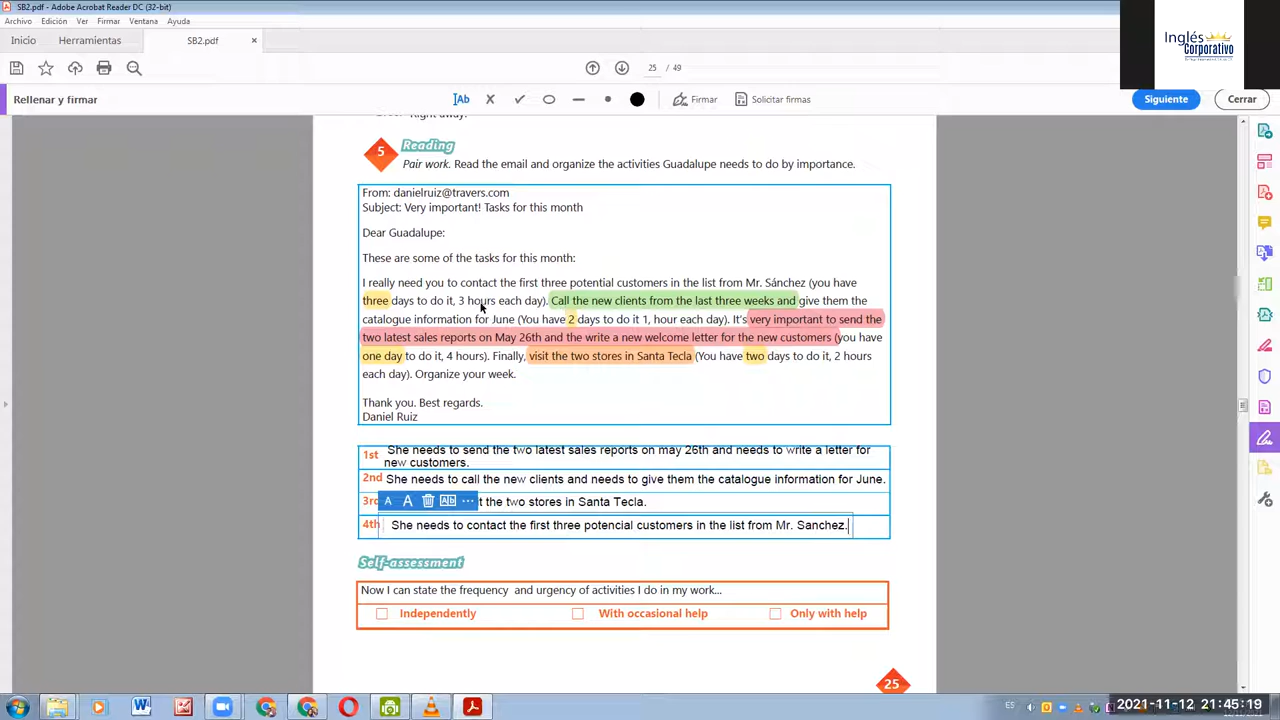 SB2.pdf - Adobe Acrobat Reader DC (32-bit)
Archivo Edición Ver Firmar Ventana Ayuda
Inicio Herramientas SB2.pdf ×
25 / 49
Rellenar y firmar
Ab
Firmar
Solicitar firmas
Siguiente
Cerrar
Inglés
Corporativo
Right away.
5 Reading
Pair work. Read the email and organize the activities Guadalupe needs to do by importance.
From: danielruiz@travers.com
Subject: Very important! Tasks for this month
Dear Guadalupe:
These are some of the tasks for this month:
I really need you to contact the first three potential customers in the list from Mr. Sánchez (you have
three days to do it, 3 hours each day). Call the new clients from the last three weeks and give them the
catalogue information for June (You have 2 days to do it 1, hour each day). It's very important to send the
two latest sales reports on May 26th and the write a new welcome letter for the new customers (you have
one day to do it, 4 hours). Finally, visit the two stores in Santa Tecla (You have two days to do it, 2 hours
each day). Organize your week.
Thank you. Best regards.
Daniel Ruiz
1st She needs to send the two latest sales reports on may 26th and needs to write a letter for
new customers.
2nd She needs to call the new clients and needs to give them the catalogue information for June.
A A Ab ...
t the two stores in Santa Tecla.
4th She needs to contact the first three potencial customers in the list from Mr. Sanchez.
Self-assessment
Now I can state the frequency and urgency of activities I do in my work...
Independently With occasional help Only with help
25
ES
2021-11-12 21:45:19